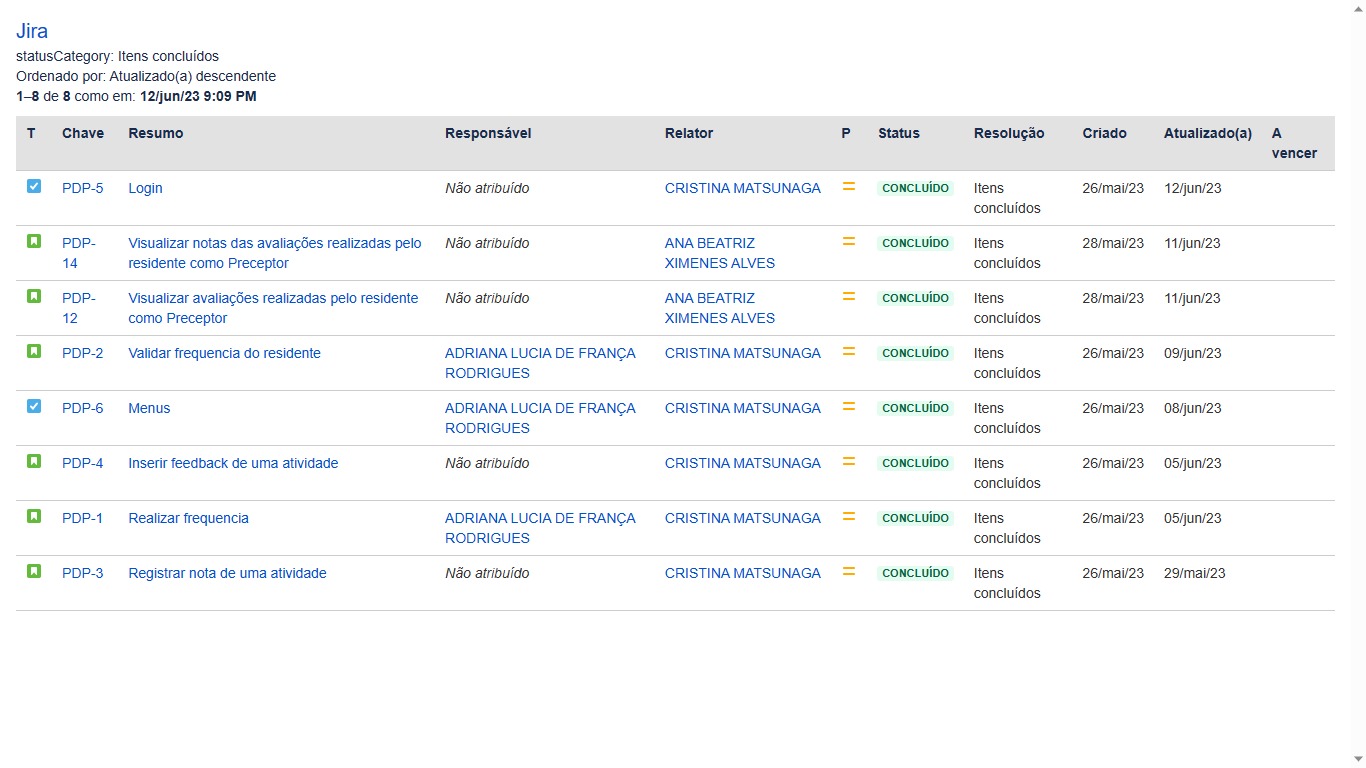 Jira
statusCategory: Itens concluídos
Ordenado por: Atualizado(a) descendente
1–8 de 8 como em: 12/jun/23 9:09 PM
T Chave Resumo Responsável Relator P Status Resolução Criado Atualizado(a) A vencer
PDP-5 Login Não atribuído CRISTINA MATSUNAGA CONCLUÍDO Itens concluídos 26/mai/23 12/jun/23
PDP-14 Visualizar notas das avaliações realizadas pelo residente como Preceptor Não atribuído ANA BEATRIZ XIMENES ALVES CONCLUÍDO Itens concluídos 28/mai/23 11/jun/23
PDP-12 Visualizar avaliações realizadas pelo residente como Preceptor Não atribuído ANA BEATRIZ XIMENES ALVES CONCLUÍDO Itens concluídos 28/mai/23 11/jun/23
PDP-2 Validar frequencia do residente ADRIANA LUCIA DE FRANÇA RODRIGUES CRISTINA MATSUNAGA CONCLUÍDO Itens concluídos 26/mai/23 09/jun/23
PDP-6 Menus ADRIANA LUCIA DE FRANÇA RODRIGUES CRISTINA MATSUNAGA CONCLUÍDO Itens concluídos 26/mai/23 08/jun/23
PDP-4 Inserir feedback de uma atividade Não atribuído CRISTINA MATSUNAGA CONCLUÍDO Itens concluídos 26/mai/23 05/jun/23
PDP-1 Realizar frequencia ADRIANA LUCIA DE FRANÇA RODRIGUES CRISTINA MATSUNAGA CONCLUÍDO Itens concluídos 26/mai/23 05/jun/23
PDP-3 Registrar nota de uma atividade Não atribuído CRISTINA MATSUNAGA CONCLUÍDO Itens concluídos 26/mai/23 29/mai/23